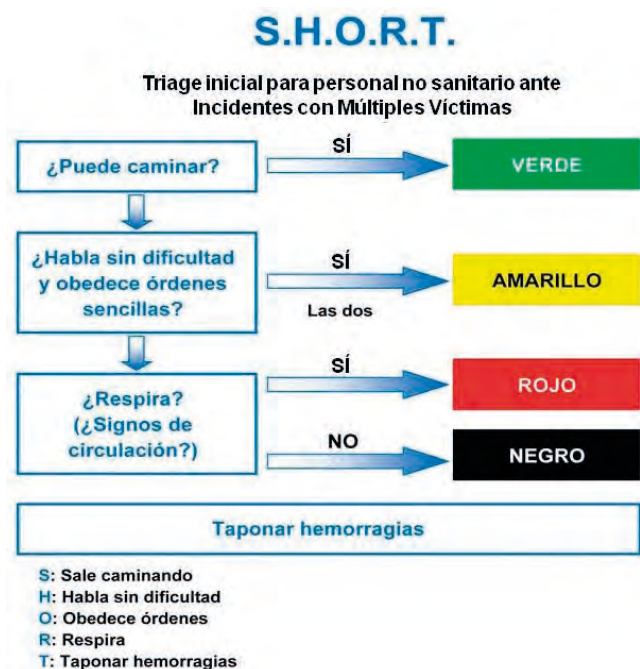 S.H.O.R.T.
Triage inicial para personal no sanitario ante
Incidentes con Múltiples Víctimas
¿Puede caminar?
SÍ
VERDE
¿Habla sin dificultad
y obedece órdenes
sencillas?
SÍ
Las dos
AMARILLO
¿Respira?
(¿Signos de
circulación?)
SÍ
ROJO
NO
NEGRO
Taponar hemorragias
S: Sale caminando
H: Habla sin dificultad
O: Obedece órdenes
R: Respira
T: Taponar hemorragias